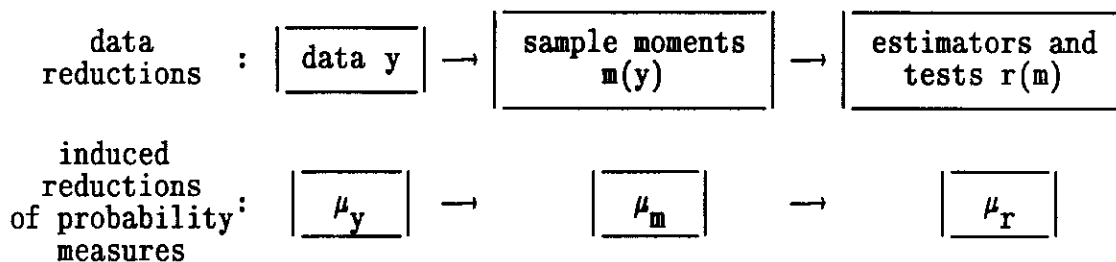 data reductions : data y → sample moments m(y) → estimators and tests r(m)
induced reductions of probability measures : μ_y → μ_m → μ_r